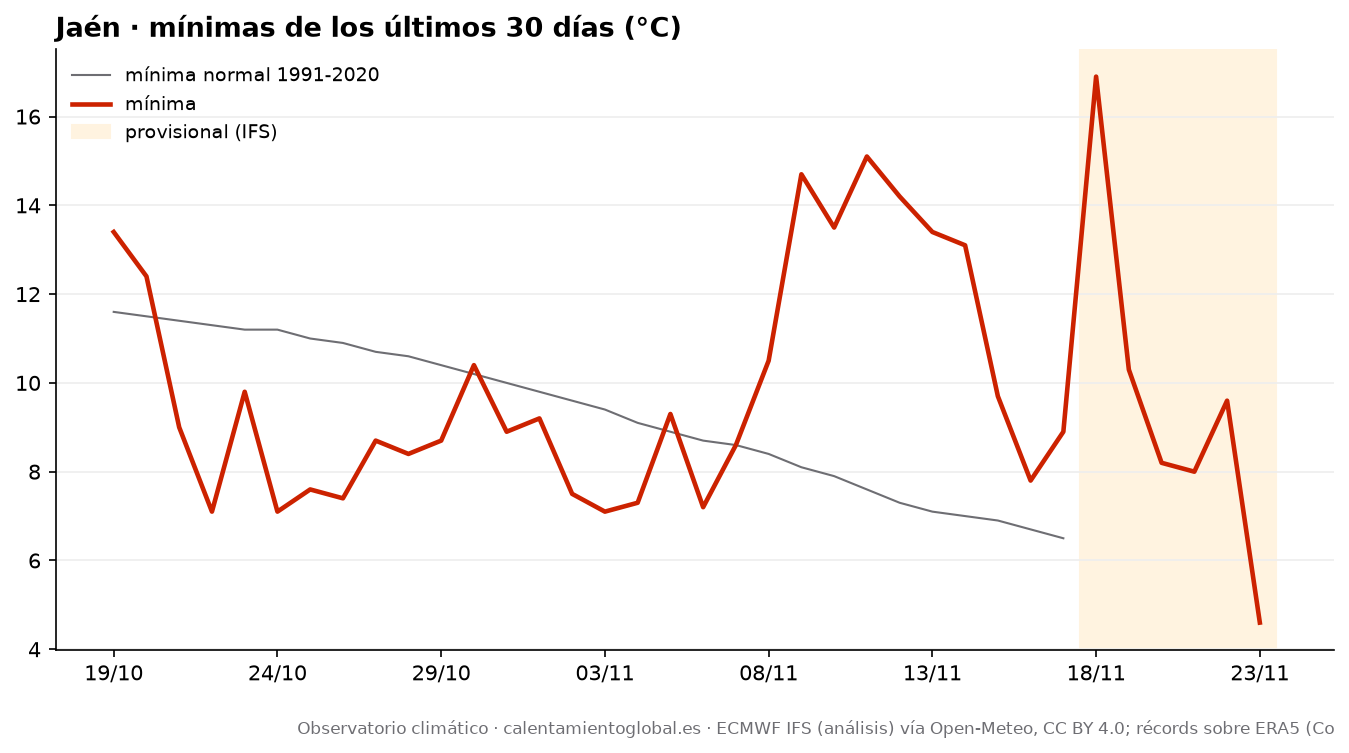 Jaén · mínimas de los últimos 30 días (°C)
mínima normal 1991-2020
mínima
provisional (IFS)
16
14
12
10
8
6
4
19/10 24/10 29/10 03/11 08/11 13/11 18/11 23/11
Observatorio climático · calentamientoglobal.es · ECMWF IFS (análisis) vía Open-Meteo, CC BY 4.0; récords sobre ERA5 (Co